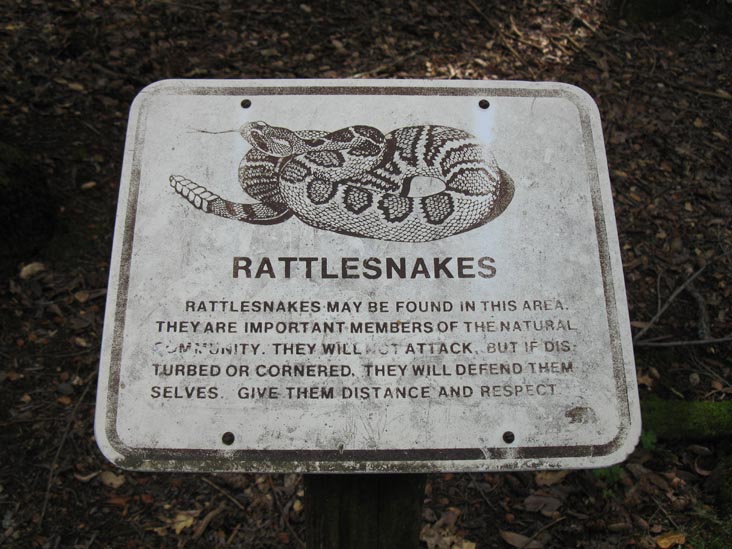 RATTLESNAKES
RATTLESNAKES MAY BE FOUND IN THIS AREA.
THEY ARE IMPORTANT MEMBERS OF THE NATURAL
COMMUNITY. THEY WILL NOT ATTACK, BUT IF DIS-
TURBED OR CORNERED, THEY WILL DEFEND THEM
SELVES. GIVE THEM DISTANCE AND RESPECT